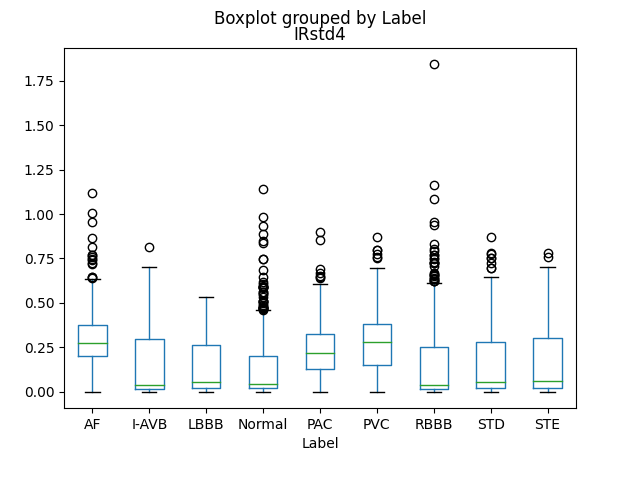 Boxplot grouped by Label
IRstd4
1.75
1.50
1.25
1.00
0.75
0.50
0.25
0.00
AF I-AVB LBBB Normal PAC PVC RBBB STD STE
Label